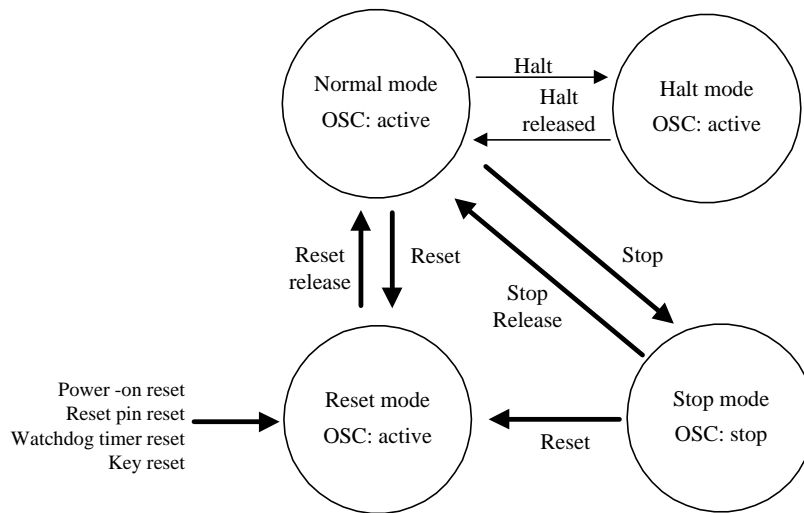 Normal mode
OSC: active
Halt
Halt
released
Halt mode
OSC: active
Reset
release
Reset
Stop
Stop
Release
Power -on reset
Reset pin reset
Watchdog timer reset
Key reset
Reset mode
OSC: active
Reset
Stop mode
OSC: stop